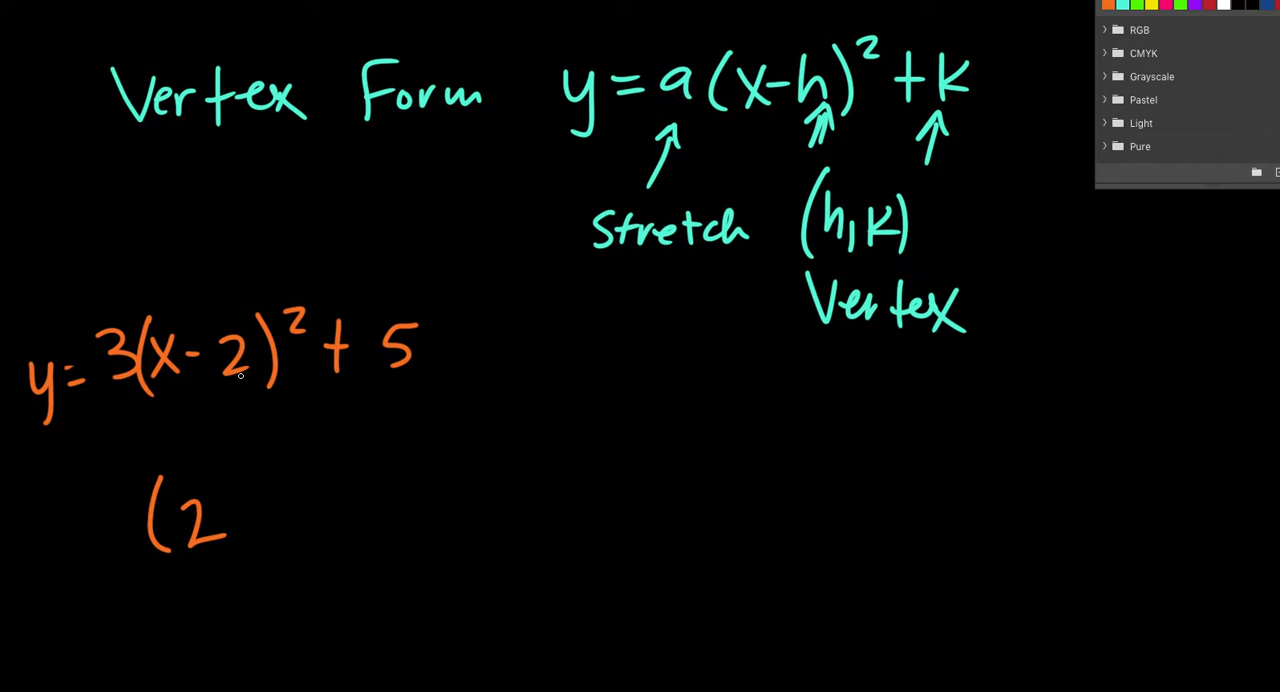 Vertex Form y = a(x-h)² + k
Stretch (h, k)
Vertex
y = 3(x - 2)² + 5
(2
RGB
CMYK
Grayscale
Pastel
Light
Pure